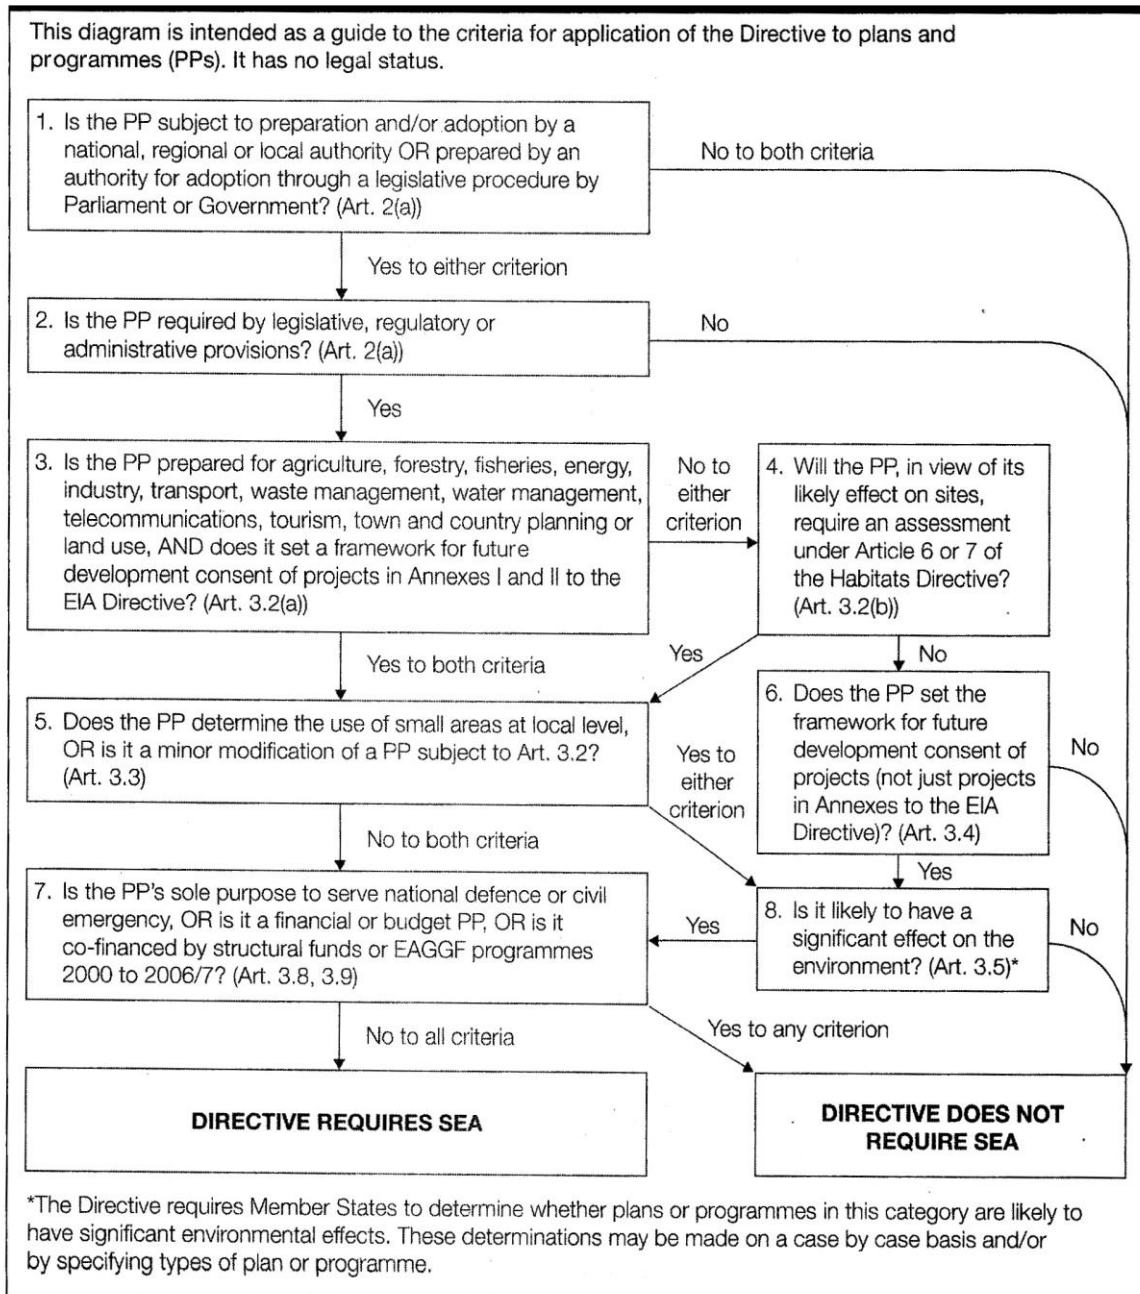 This diagram is intended as a guide to the criteria for application of the Directive to plans and
programmes (PPs). It has no legal status.
1. Is the PP subject to preparation and/or adoption by a
national, regional or local authority OR prepared by an
authority for adoption through a legislative procedure by
Parliament or Government? (Art. 2(a))
No to both criteria
Yes to either criterion
2. Is the PP required by legislative, regulatory or
administrative provisions? (Art. 2(a))
No
Yes
3. Is the PP prepared for agriculture, forestry, fisheries, energy,
industry, transport, waste management, water management,
telecommunications, tourism, town and country planning or
land use, AND does it set a framework for future
development consent of projects in Annexes I and II to the
EIA Directive? (Art. 3.2(a))
No to
either
criterion
4. Will the PP, in view of its
likely effect on sites,
require an assessment
under Article 6 or 7 of
the Habitats Directive?
(Art. 3.2(b))
Yes to both criteria
Yes
No
5. Does the PP determine the use of small areas at local level,
OR is it a minor modification of a PP subject to Art. 3.2?
(Art. 3.3)
Yes to
either
criterion
6. Does the PP set the
framework for future
development consent of
projects (not just projects
in Annexes to the EIA
Directive)? (Art. 3.4)
No
No to both criteria
Yes
7. Is the PP's sole purpose to serve national defence or civil
emergency, OR is it a financial or budget PP, OR is it
co-financed by structural funds or EAGGF programmes
2000 to 2006/7? (Art. 3.8, 3.9)
Yes
8. Is it likely to have a
significant effect on the
environment? (Art. 3.5)*
No
No to all criteria
Yes to any criterion
DIRECTIVE REQUIRES SEA
DIRECTIVE DOES NOT
REQUIRE SEA
*The Directive requires Member States to determine whether plans or programmes in this category are likely to
have significant environmental effects. These determinations may be made on a case by case basis and/or
by specifying types of plan or programme.